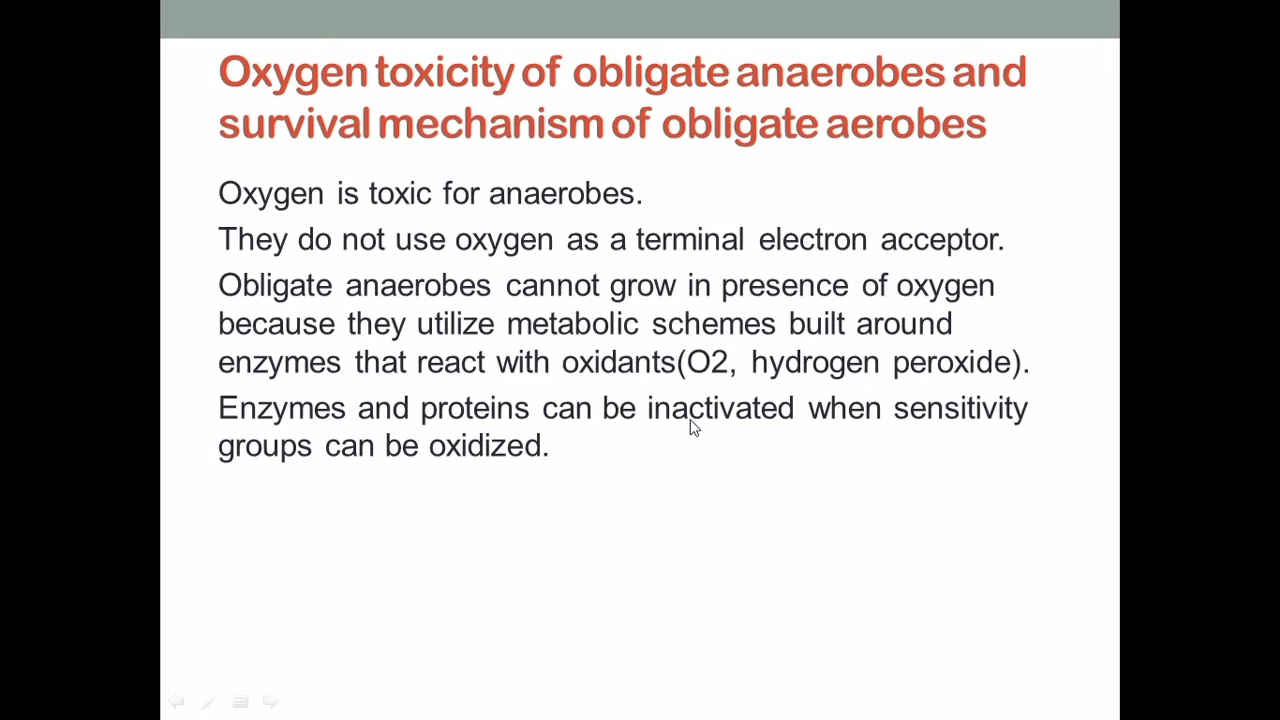 Oxygen toxicity of obligate anaerobes and
survival mechanism of obligate aerobes
Oxygen is toxic for anaerobes.
They do not use oxygen as a terminal electron acceptor.
Obligate anaerobes cannot grow in presence of oxygen
because they utilize metabolic schemes built around
enzymes that react with oxidants(O2, hydrogen peroxide).
Enzymes and proteins can be inactivated when sensitivity
groups can be oxidized.